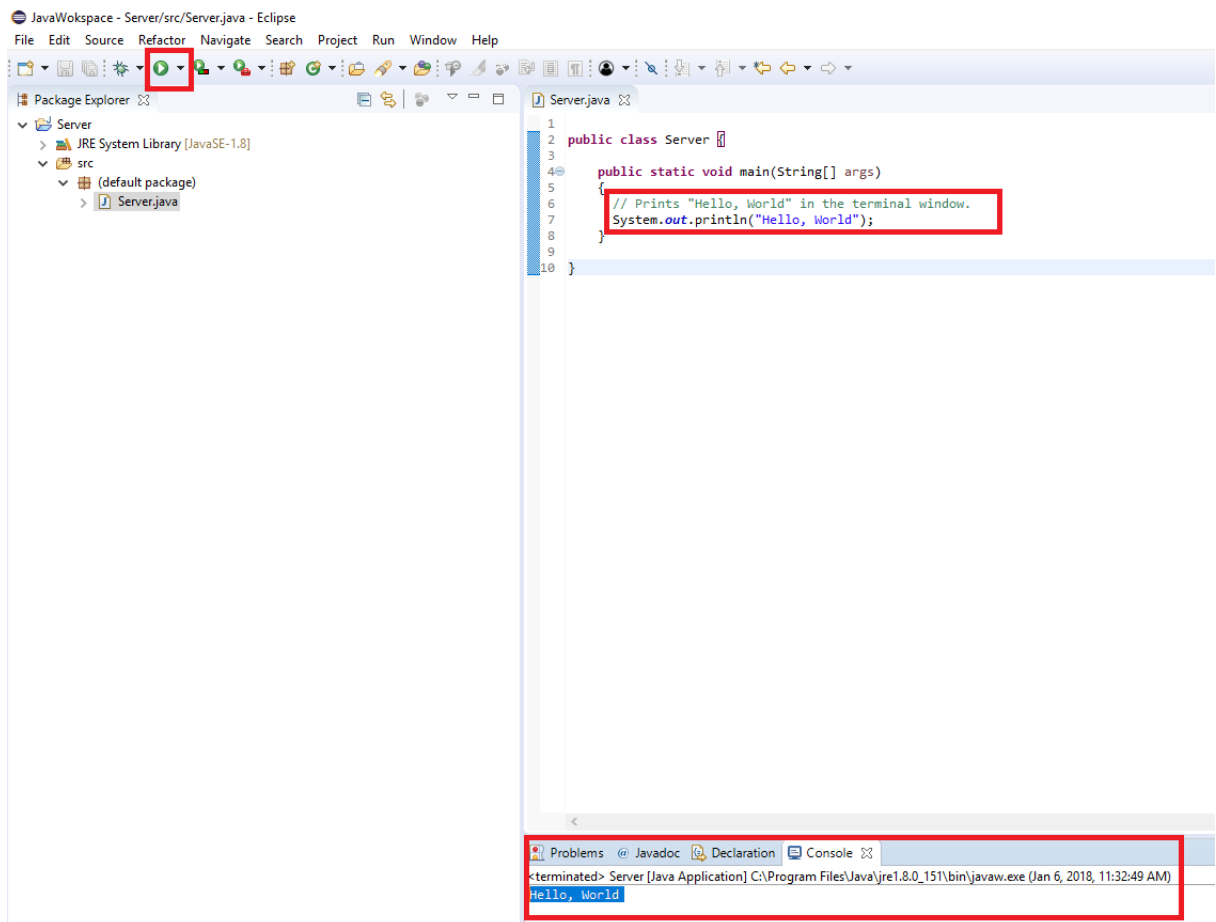 JavaWokspace - Server/src/Server.java - Eclipse
File Edit Source Refactor Navigate Search Project Run Window Help
Package Explorer
Server
JRE System Library [JavaSE-1.8]
src
(default package)
Server.java
Server.java
1
2 public class Server {
3
4 public static void main(String[] args)
5 {
6 // Prints "Hello, World" in the terminal window.
7 System.out.println("Hello, World");
8 }
9
10 }
Problems @ Javadoc Declaration Console
<terminated> Server [Java Application] C:\Program Files\Java\jre1.8.0_151\bin\javaw.exe (Jan 6, 2018, 11:32:49 AM)
Hello, World